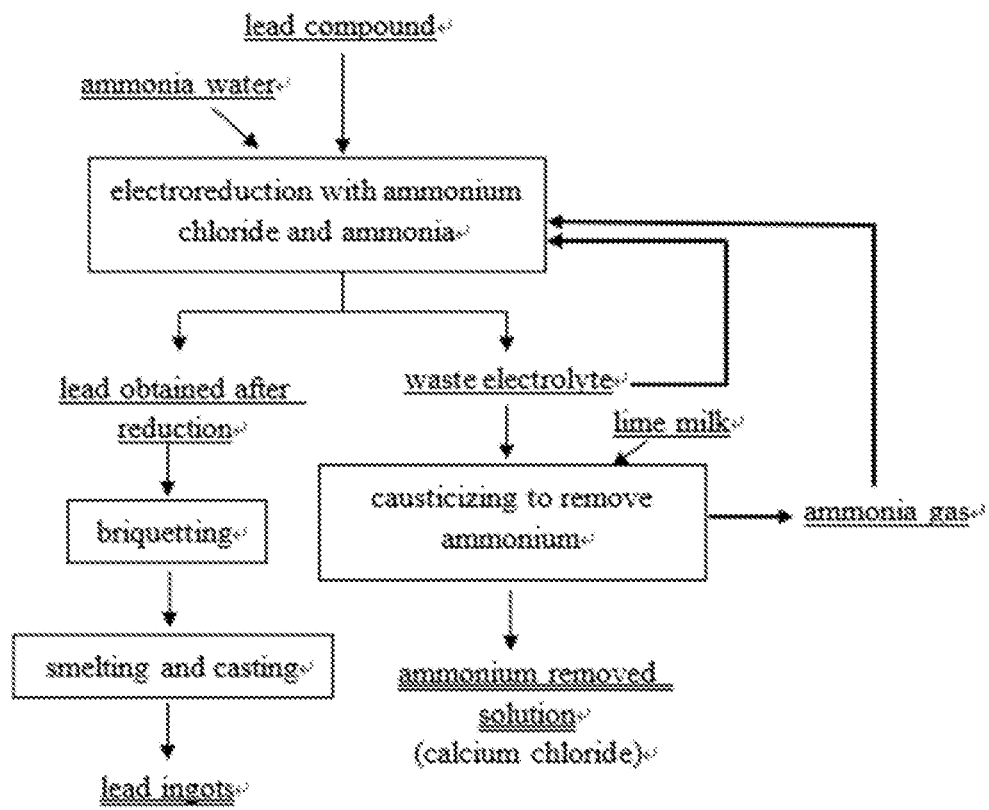 lead compound
ammonia water
electroreduction with ammonium
chloride and ammonia
lead obtained after
reduction
waste electrolyte
lime milk
briquetting
causticizing to remove
ammonium
ammonia gas
smelting and casting
ammonium removed
solution
(calcium chloride)
lead ingots